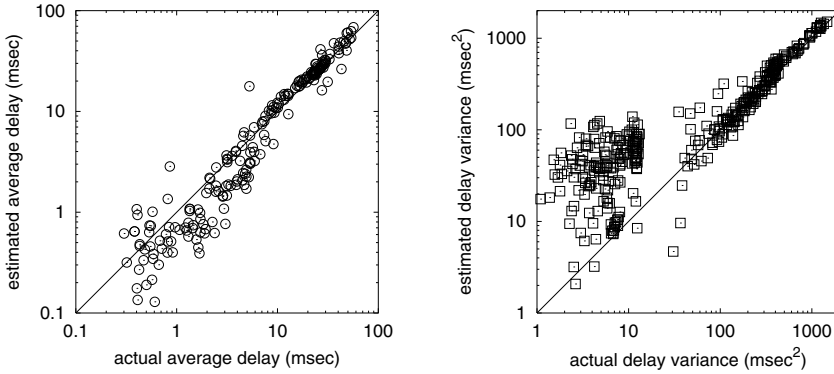 100
10
1
0.1
0.1 1 10 100
estimated average delay (msec)
actual average delay (msec)
1000
100
10
1
1 10 100 1000
estimated delay variance (msec²)
actual delay variance (msec²)